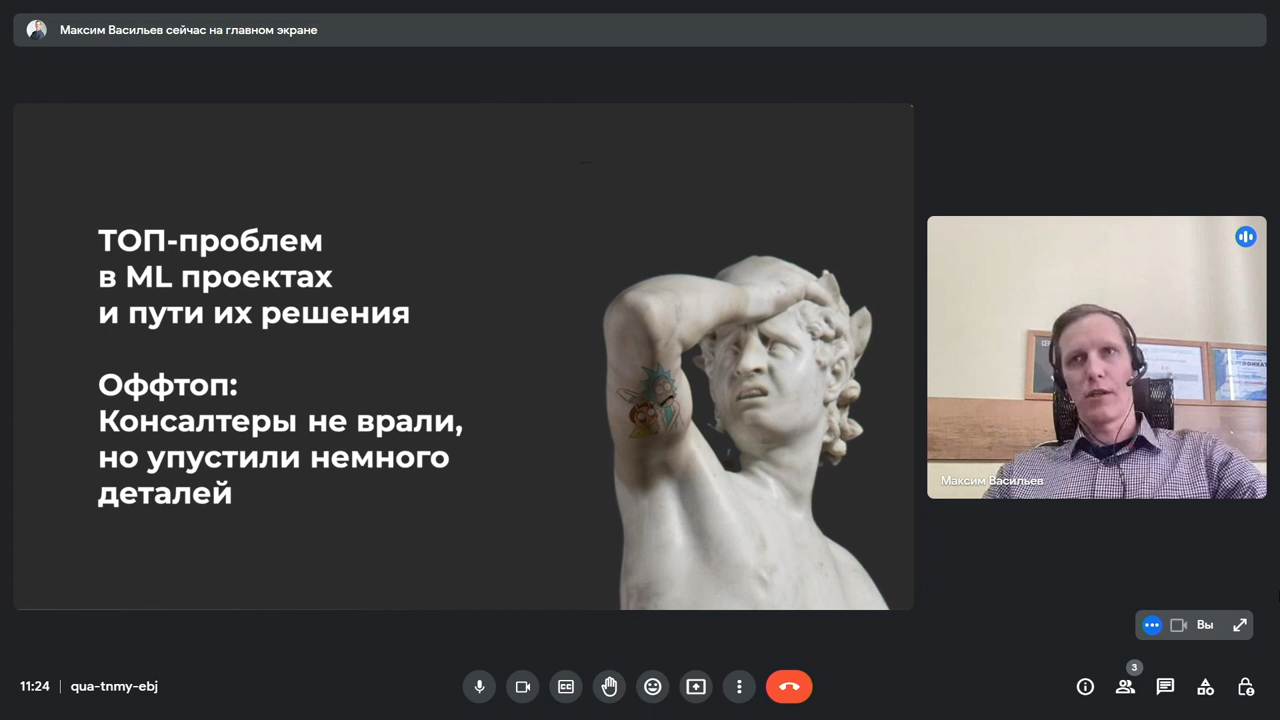 Максим Васильев сейчас на главном экране
ТОП-проблем
в ML проектах
и пути их решения
Оффтоп:
Консалтеры не врали,
но упустили немного
деталей
Максим Васильев
Вы
3
11:24
qua-tnmy-ebj